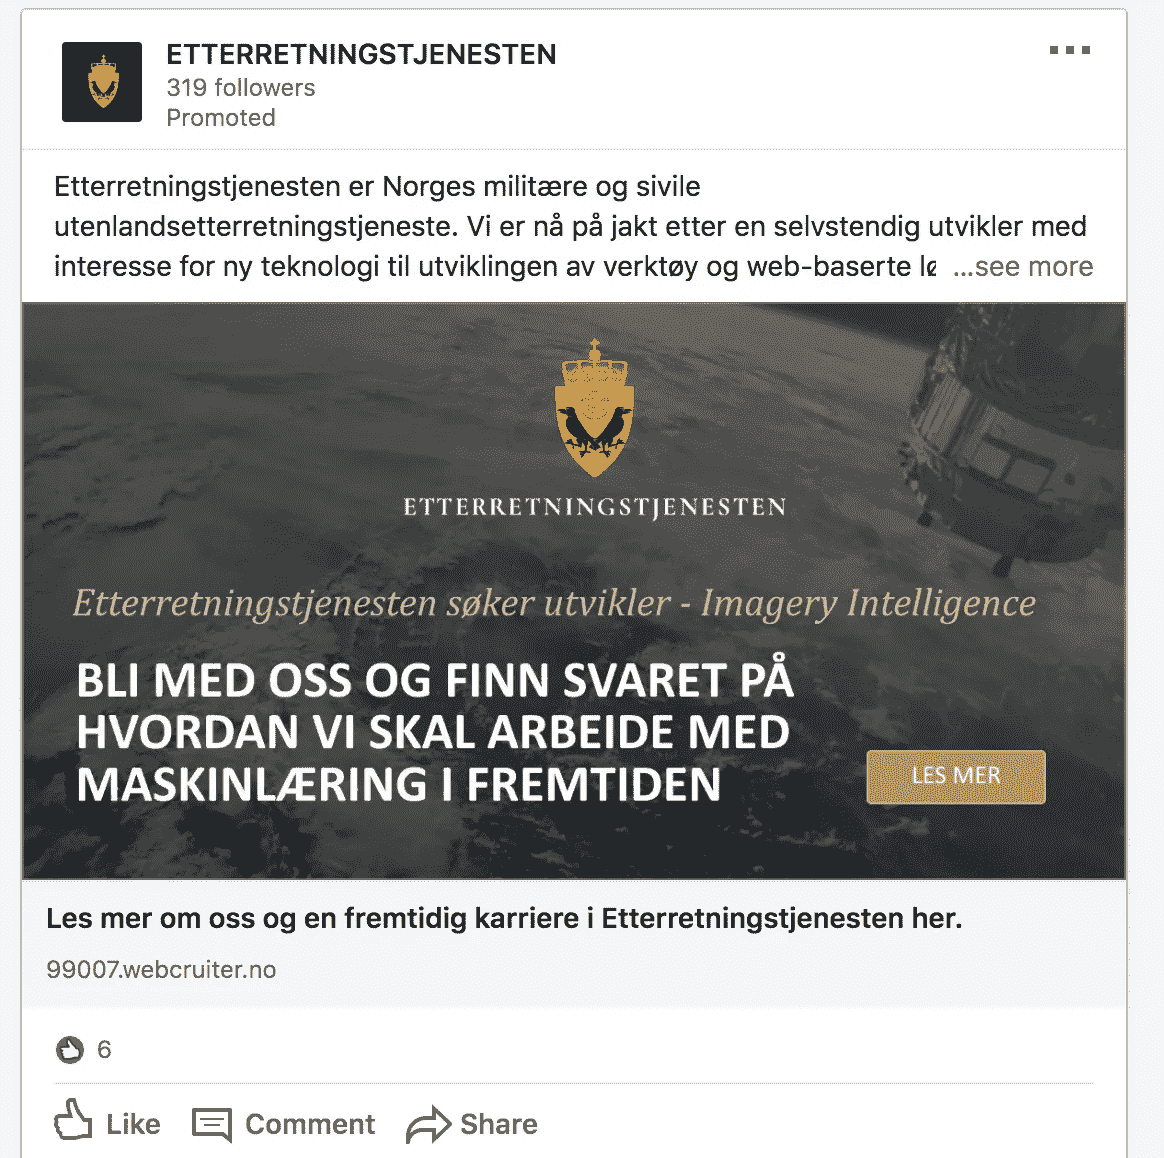 ETTERRETNINGSTJENESTEN
319 followers
Promoted
Etterretningstjenesten er Norges militære og sivile
utenlandsetterretningstjeneste. Vi er nå på jakt etter en selvstendig utvikler med
interesse for ny teknologi til utviklingen av verktøy og web-baserte lø ...see more
ETTERRETNINGSTJENESTEN
Etterretningstjenesten søker utvikler - Imagery Intelligence
BLI MED OSS OG FINN SVARET PÅ
HVORDAN VI SKAL ARBEIDE MED
MASKINLÆRING I FREMTIDEN
LES MER
Les mer om oss og en fremtidig karriere i Etterretningstjenesten her.
99007.webcruiter.no
6
Like Comment Share